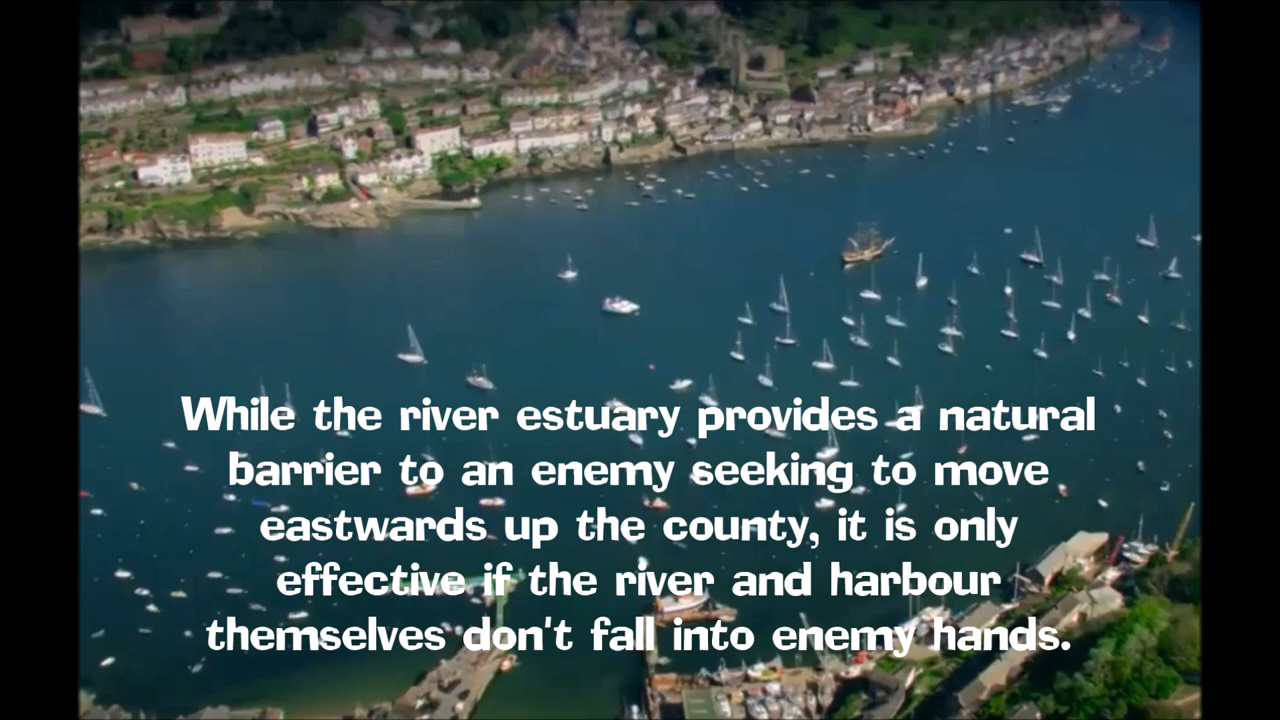 While the river estuary provides a natural
barrier to an enemy seeking to move
eastwards up the county, it is only
effective if the river and harbour
themselves don't fall into enemy hands.